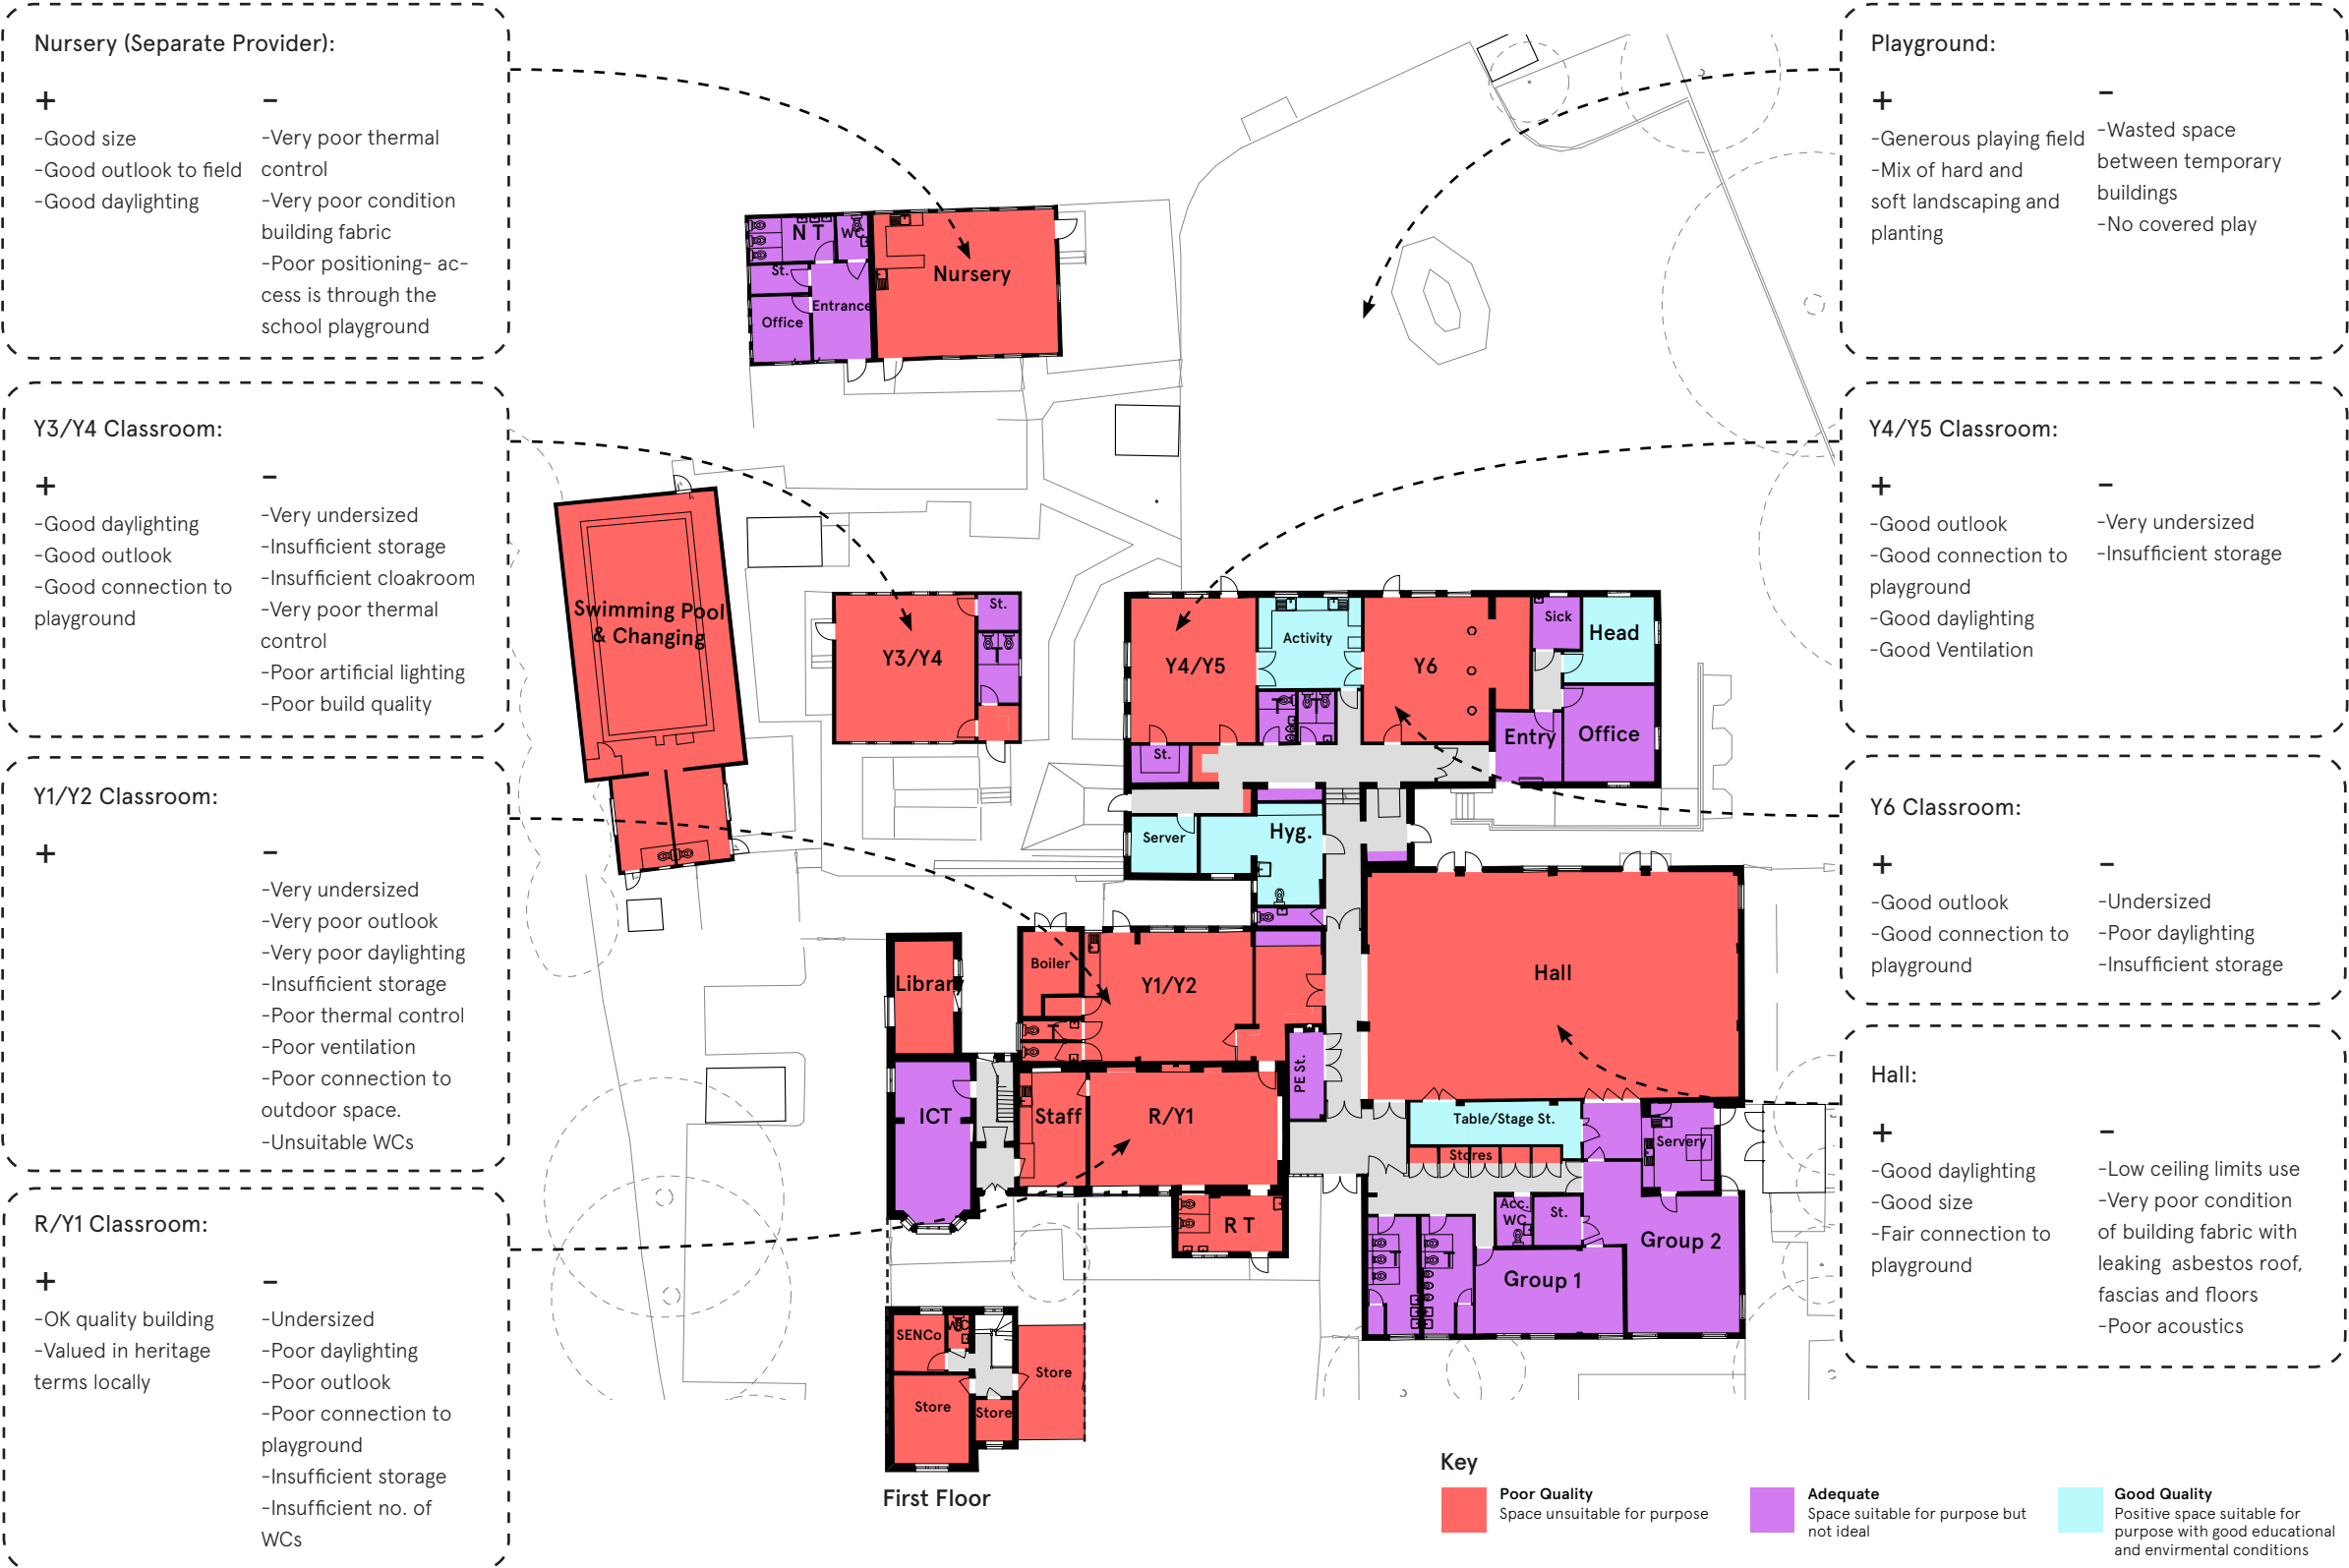 Nursery (Separate Provider):
+
-Good size
-Good outlook to field
-Good daylighting
–
-Very poor thermal
control
-Very poor condition
building fabric
-Poor positioning- ac-
cess is through the
school playground
Y3/Y4 Classroom:
+
-Good daylighting
-Good outlook
-Good connection to
playground
–
-Very undersized
-Insufficient storage
-Insufficient cloakroom
-Very poor thermal
control
-Poor artificial lighting
-Poor build quality
Y1/Y2 Classroom:
+
–
-Very undersized
-Very poor outlook
-Very poor daylighting
-Insufficient storage
-Poor thermal control
-Poor ventilation
-Poor connection to
outdoor space.
-Unsuitable WCs
R/Y1 Classroom:
+
-OK quality building
-Valued in heritage
terms locally
–
-Undersized
-Poor daylighting
-Poor outlook
-Poor connection to
playground
-Insufficient storage
-Insufficient no. of
WCs
N T
WC
St.
Entrance
Office
Nursery
Swimming Pool
& Changing
Y3/Y4
St.
T
Y4/Y5
Activity
Y6
Sick
Head
T
T
St.
Entry
Office
Server
Hyg.
Library
Boiler
Y1/Y2
Hall
T
PE St.
ICT
Staff
R/Y1
Table/Stage St.
Stores
Servery
R T
Acc.
WC
St.
T
T
Group 1
Group 2
SENCo
WC
Store
Store
Store
First Floor
Playground:
+
-Generous playing field
-Mix of hard and
soft landscaping and
planting
–
-Wasted space
between temporary
buildings
-No covered play
Y4/Y5 Classroom:
+
-Good outlook
-Good connection to
playground
-Good daylighting
-Good Ventilation
–
-Very undersized
-Insufficient storage
Y6 Classroom:
+
-Good outlook
-Good connection to
playground
–
-Undersized
-Poor daylighting
-Insufficient storage
Hall:
+
-Good daylighting
-Good size
-Fair connection to
playground
–
-Low ceiling limits use
-Very poor condition
of building fabric with
leaking asbestos roof,
fascias and floors
-Poor acoustics
Key
Poor Quality
Space unsuitable for purpose
Adequate
Space suitable for purpose but
not ideal
Good Quality
Positive space suitable for
purpose with good educational
and envirmental conditions